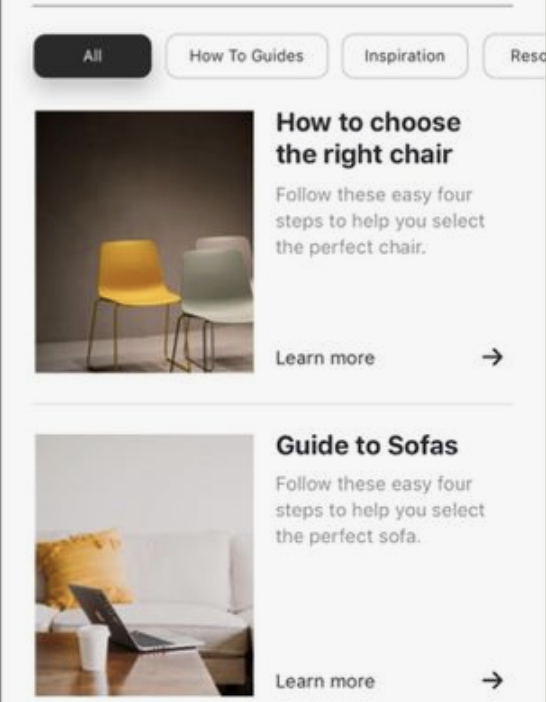 All
How To Guides
Inspiration
How to choose
the right chair
Follow these easy four
steps to help you select
the perfect chair.
Learn more
Guide to Sofas
Follow these easy four
steps to help you select
the perfect sofa.
Learn more